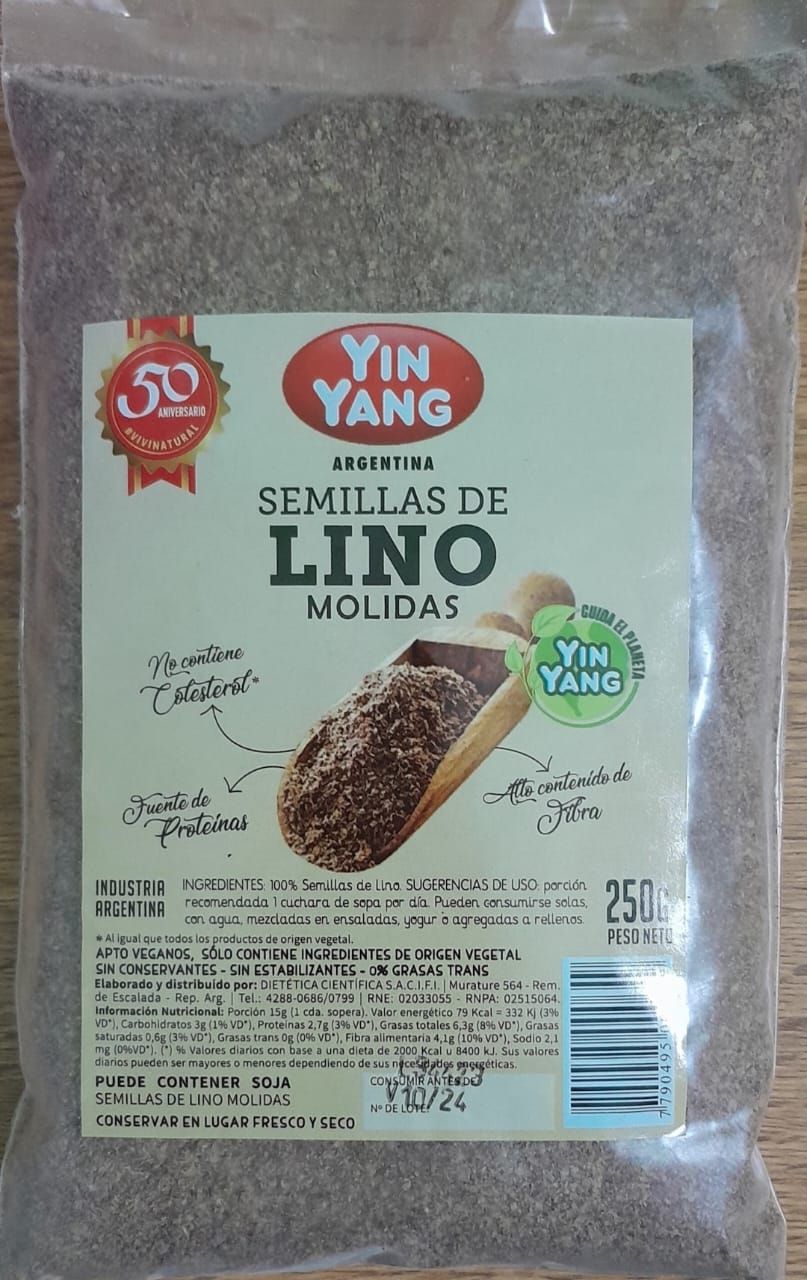 50
ANIVERSARIO
#VIVINATURAL
YIN
YANG
ARGENTINA
SEMILLAS DE
LINO
MOLIDAS
CUIDA EL PLANETA
YIN
YANG
No contiene
Colesterol*
Fuente de
Proteínas
Alto contenido de
Fibra
INDUSTRIA
ARGENTINA
INGREDIENTES: 100% Semillas de Lino. SUGERENCIAS DE USO: porción
recomendada 1 cuchara de sopa por día. Pueden consumirse solas,
con agua, mezcladas en ensaladas, yogur o agregadas a rellenos.
250G
PESO NETO
* Al igual que todos los productos de origen vegetal.
APTO VEGANOS, SÓLO CONTIENE INGREDIENTES DE ORIGEN VEGETAL
SIN CONSERVANTES - SIN ESTABILIZANTES - 0% GRASAS TRANS
Elaborado y distribuido por: DIETÉTICA CIENTÍFICA S.A.C.I.F.I. | Murature 564 - Rem.
de Escalada - Rep. Arg. | Tel.: 4288-0686/0799 | RNE: 02033055 - RNPA: 02515064.
Información Nutricional: Porción 15g (1 cda. sopera). Valor energético 79 Kcal = 332 Kj (3%
VD*), Carbohidratos 3g (1% VD*), Proteínas 2,7g (3% VD*), Grasas totales 6,3g (8% VD*), Grasas
saturadas 0,6g (3% VD*), Grasas trans 0g (0% VD*), Fibra alimentaria 4,1g (10% VD*), Sodio 2,1
mg (0%VD*). (*) % Valores diarios con base a una dieta de 2000 Kcal u 8400 kJ. Sus valores
diarios pueden ser mayores o menores dependiendo de sus necesidades energéticas.
PUEDE CONTENER SOJA
SEMILLAS DE LINO MOLIDAS
CONSERVAR EN LUGAR FRESCO Y SECO
CONSUMIR ANTES DE:
V 10/24
Nº DE LOTE:
7790495